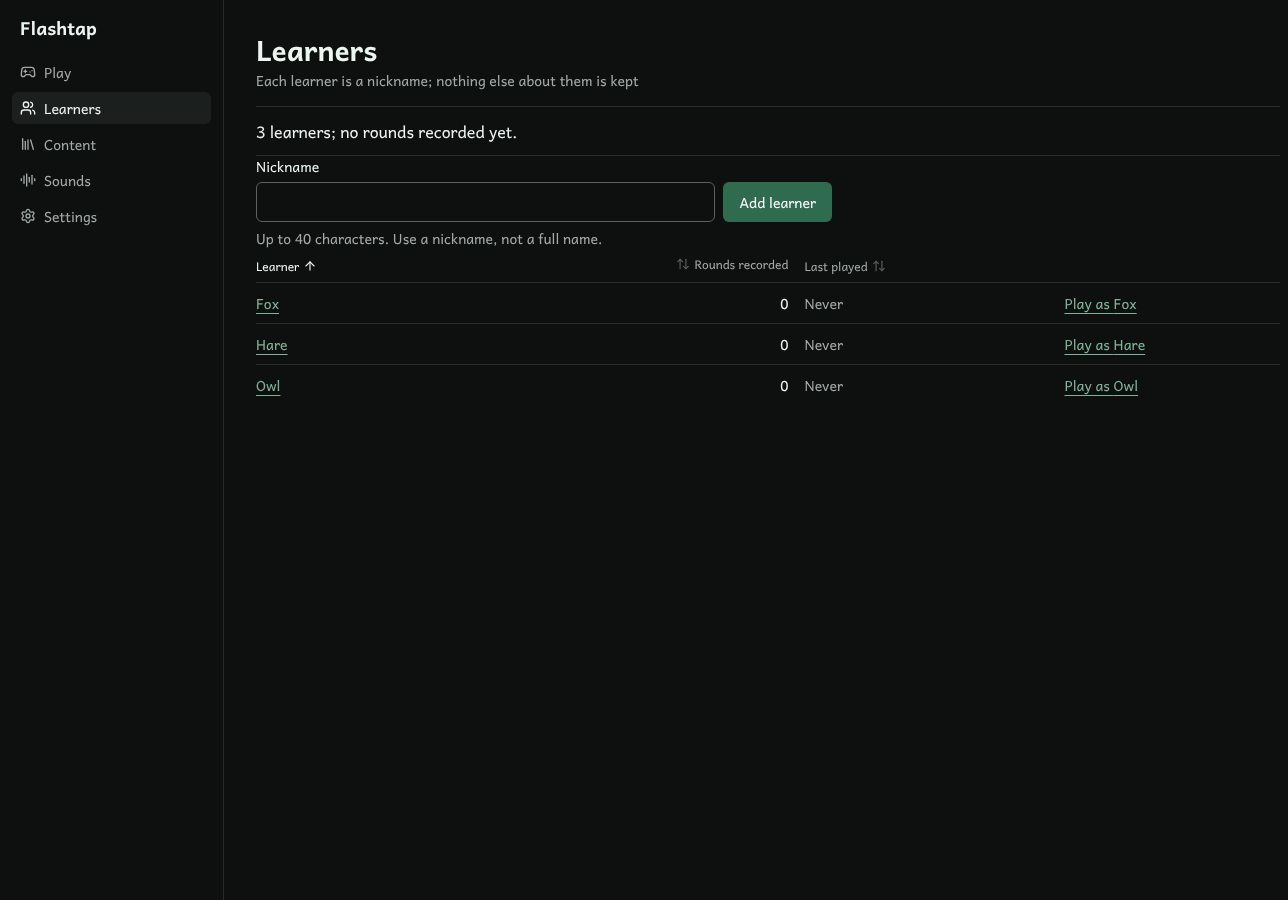 Flashtap
Play
Learners
Content
Sounds
Settings
Learners
Each learner is a nickname; nothing else about them is kept
3 learners; no rounds recorded yet.
Nickname
Add learner
Up to 40 characters. Use a nickname, not a full name.
Learner Rounds recorded Last played
Fox 0 Never Play as Fox
Hare 0 Never Play as Hare
Owl 0 Never Play as Owl